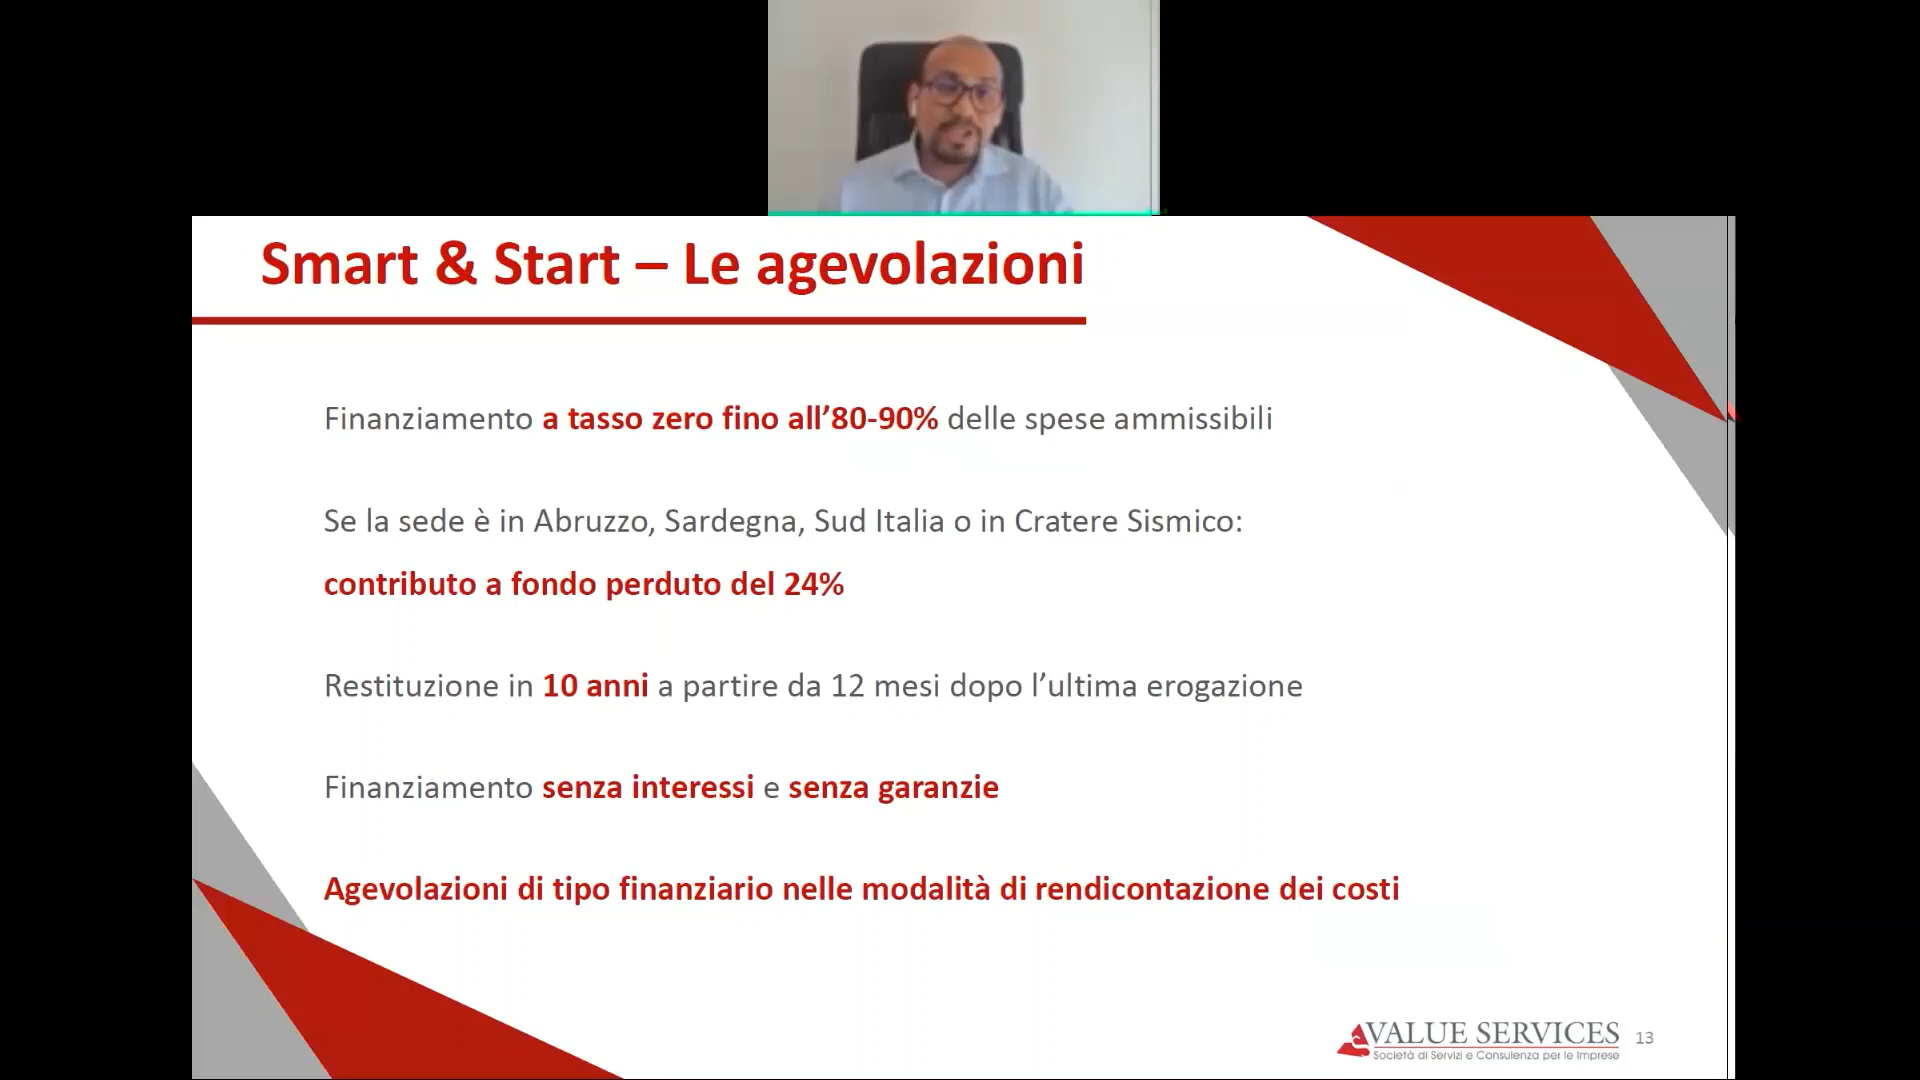 Smart & Start – Le agevolazioni
Finanziamento a tasso zero fino all’80-90% delle spese ammissibili
Se la sede è in Abruzzo, Sardegna, Sud Italia o in Cratere Sismico:
contributo a fondo perduto del 24%
Restituzione in 10 anni a partire da 12 mesi dopo l’ultima erogazione
Finanziamento senza interessi e senza garanzie
Agevolazioni di tipo finanziario nelle modalità di rendicontazione dei costi
VALUE SERVICES
Società di Servizi e Consulenza per le Imprese
13